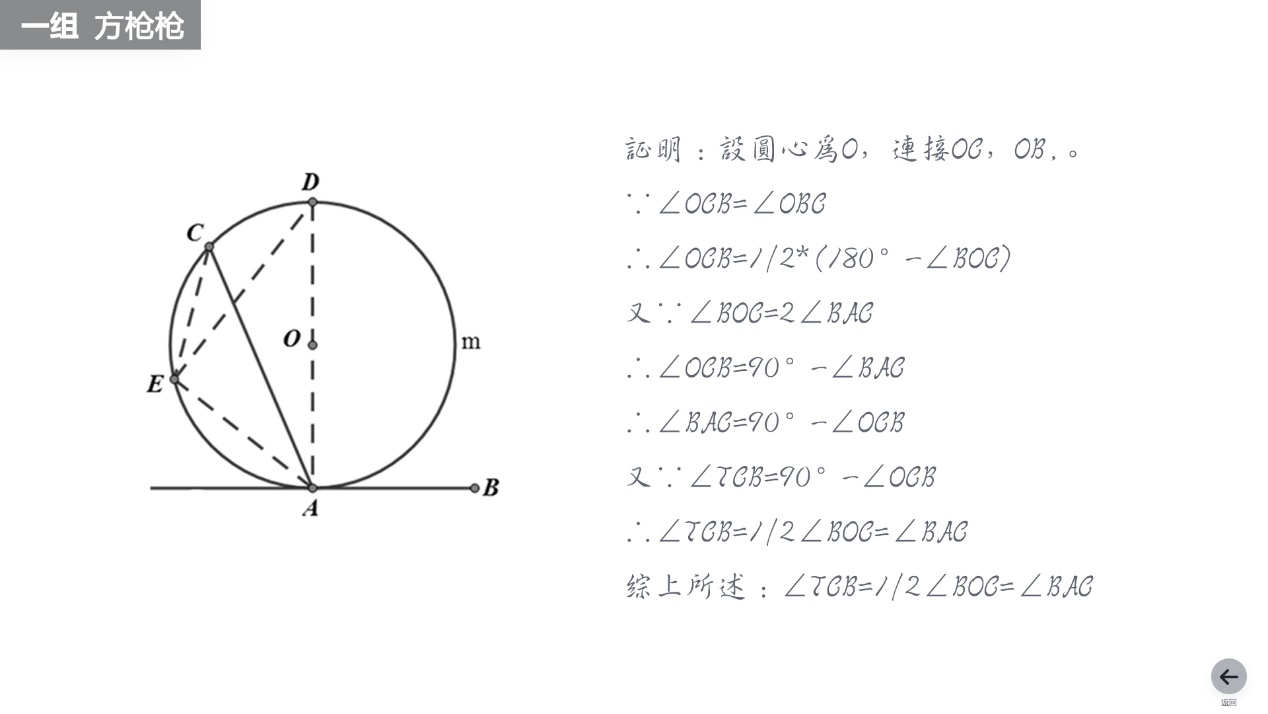 一组 方枪枪
D
C
O
m
E
B
A
証明：設圓心為O，連接OC，OB，。
∵∠OCB=∠OBC
∴∠OCB=1/2*(180°-∠BOC)
又∵∠BOC=2∠BAC
∴∠OCB=90°-∠BAC
∴∠BAC=90°-∠OCB
又∵∠TCB=90°-∠OCB
∴∠TCB=1/2∠BOC=∠BAC
综上所述：∠TCB=1/2∠BOC=∠BAC
返回